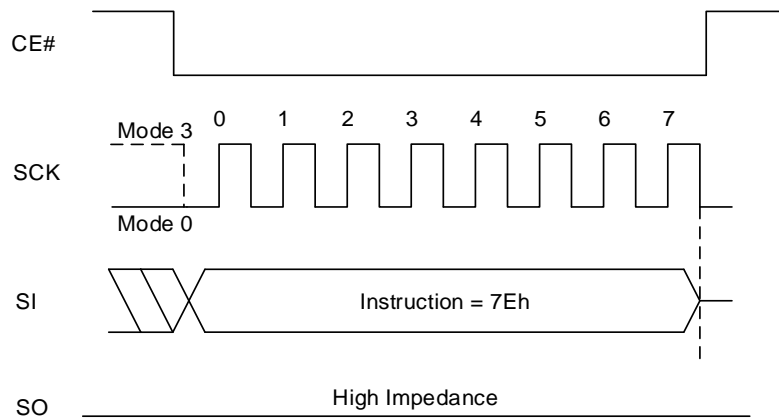 CE#
Mode 3
0 1 2 3 4 5 6 7
SCK
Mode 0
SI
Instruction = 7Eh
SO
High Impedance